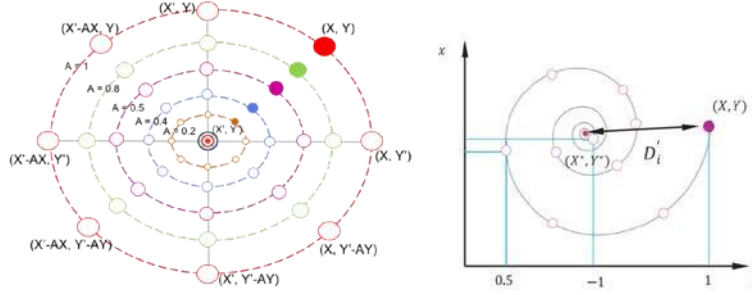 (X', Y)
(X'-AX, Y)
(X, Y)
A = 1
A = 0.8
A = 0.5
A = 0.4
A = 0.2
(X', Y')
(X'-AX, Y')
(X, Y')
(X'-AX, Y'-AY)
(X, Y'-AY)
(X', Y'-AY)
x
(X,Y)
(X*,Y*)
D_i'
0.5
−1
1